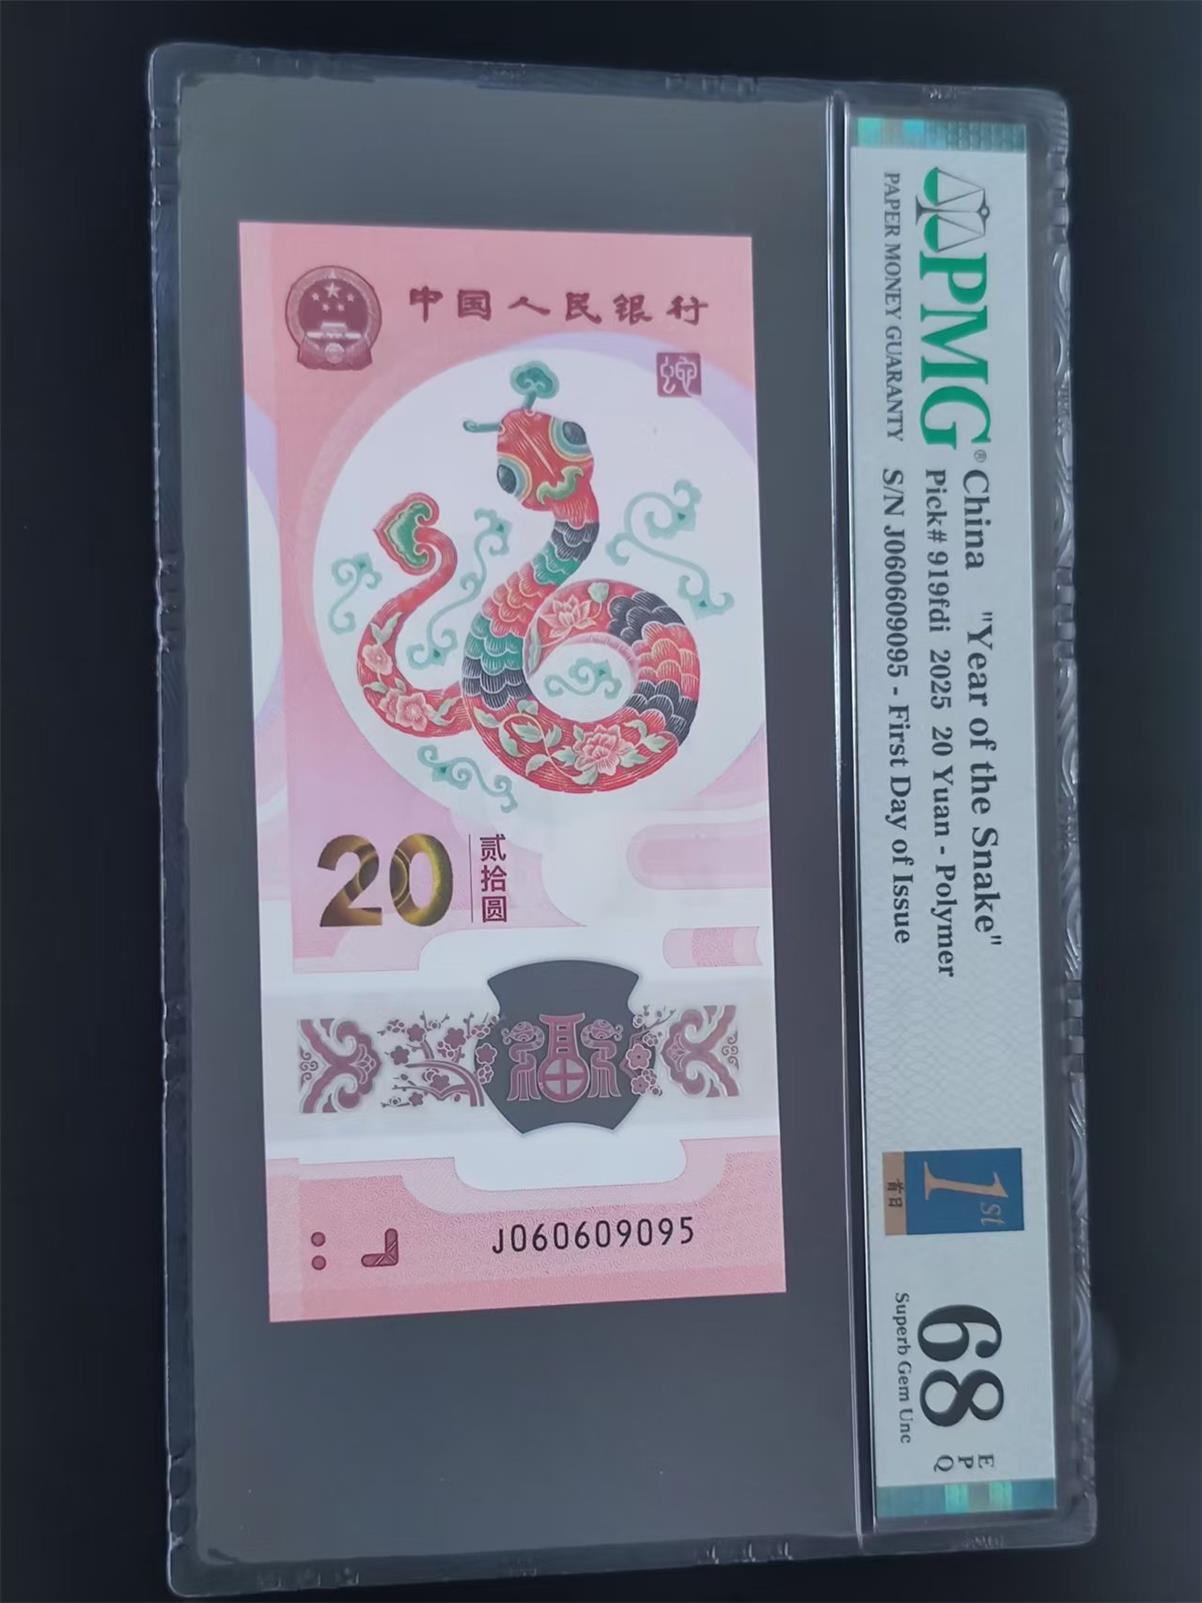 中国人民银行
20
贰拾圆
J060609095
PMG®
PAPER MONEY GUARANTY
China "Year of the Snake"
Pick# 919fdi 2025 20 Yuan - Polymer
S/N J060609095 - First Day of Issue
1st
首日
68
EPQ
Superb Gem Unc